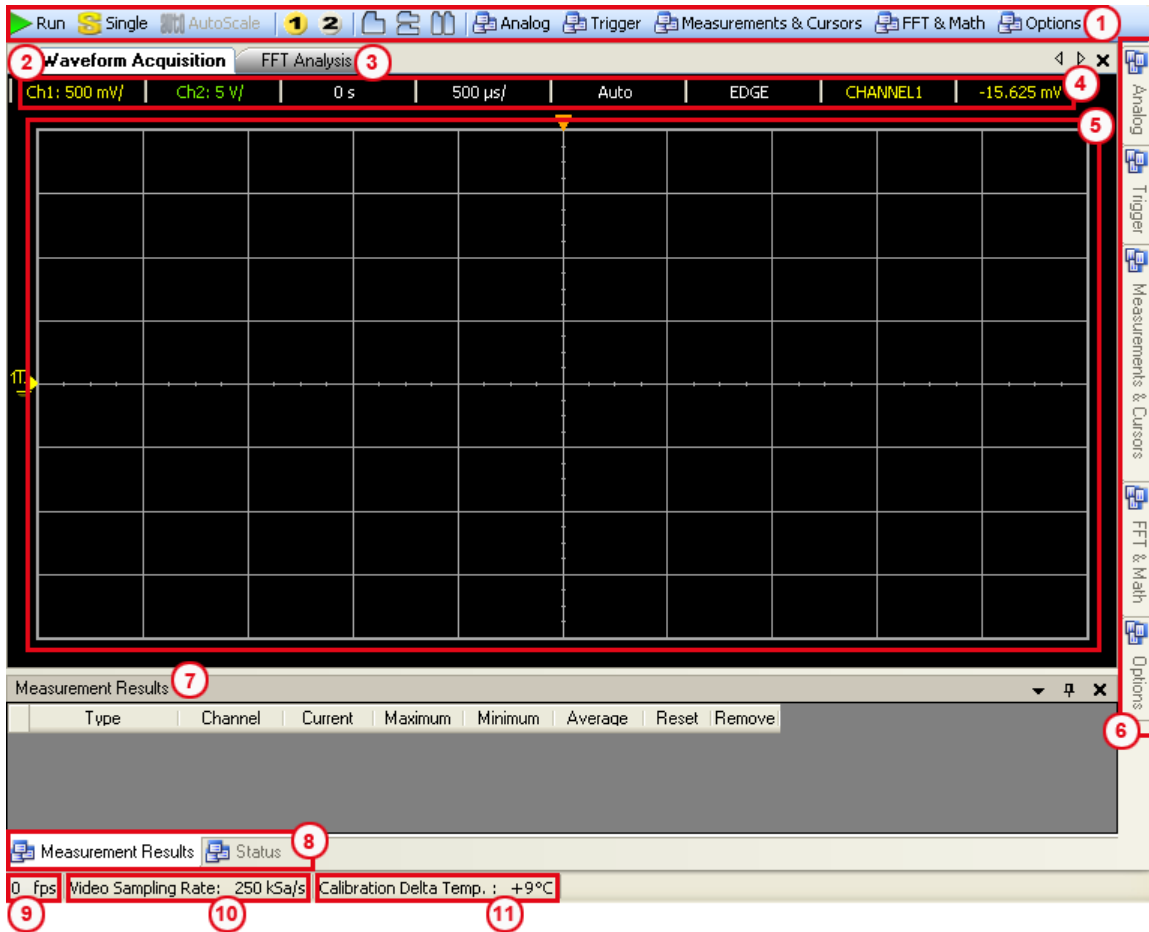 Run Single AutoScale 1 2 Analog Trigger Measurements & Cursors FFT & Math Options 1
2 Waveform Acquisition FFT Analysis 3
Ch1: 500 mV/ Ch2: 5 V/ 0 s 500 µs/ Auto EDGE CHANNEL1 -15.625 mV 4
5
1T
Analog
Trigger
Measurements & Cursors
FFT & Math
Options
6
Measurement Results 7
Type Channel Current Maximum Minimum Average Reset Remove
Measurement Results Status 8
0 fps Video Sampling Rate: 250 kSa/s Calibration Delta Temp. : +9°C
9 10 11